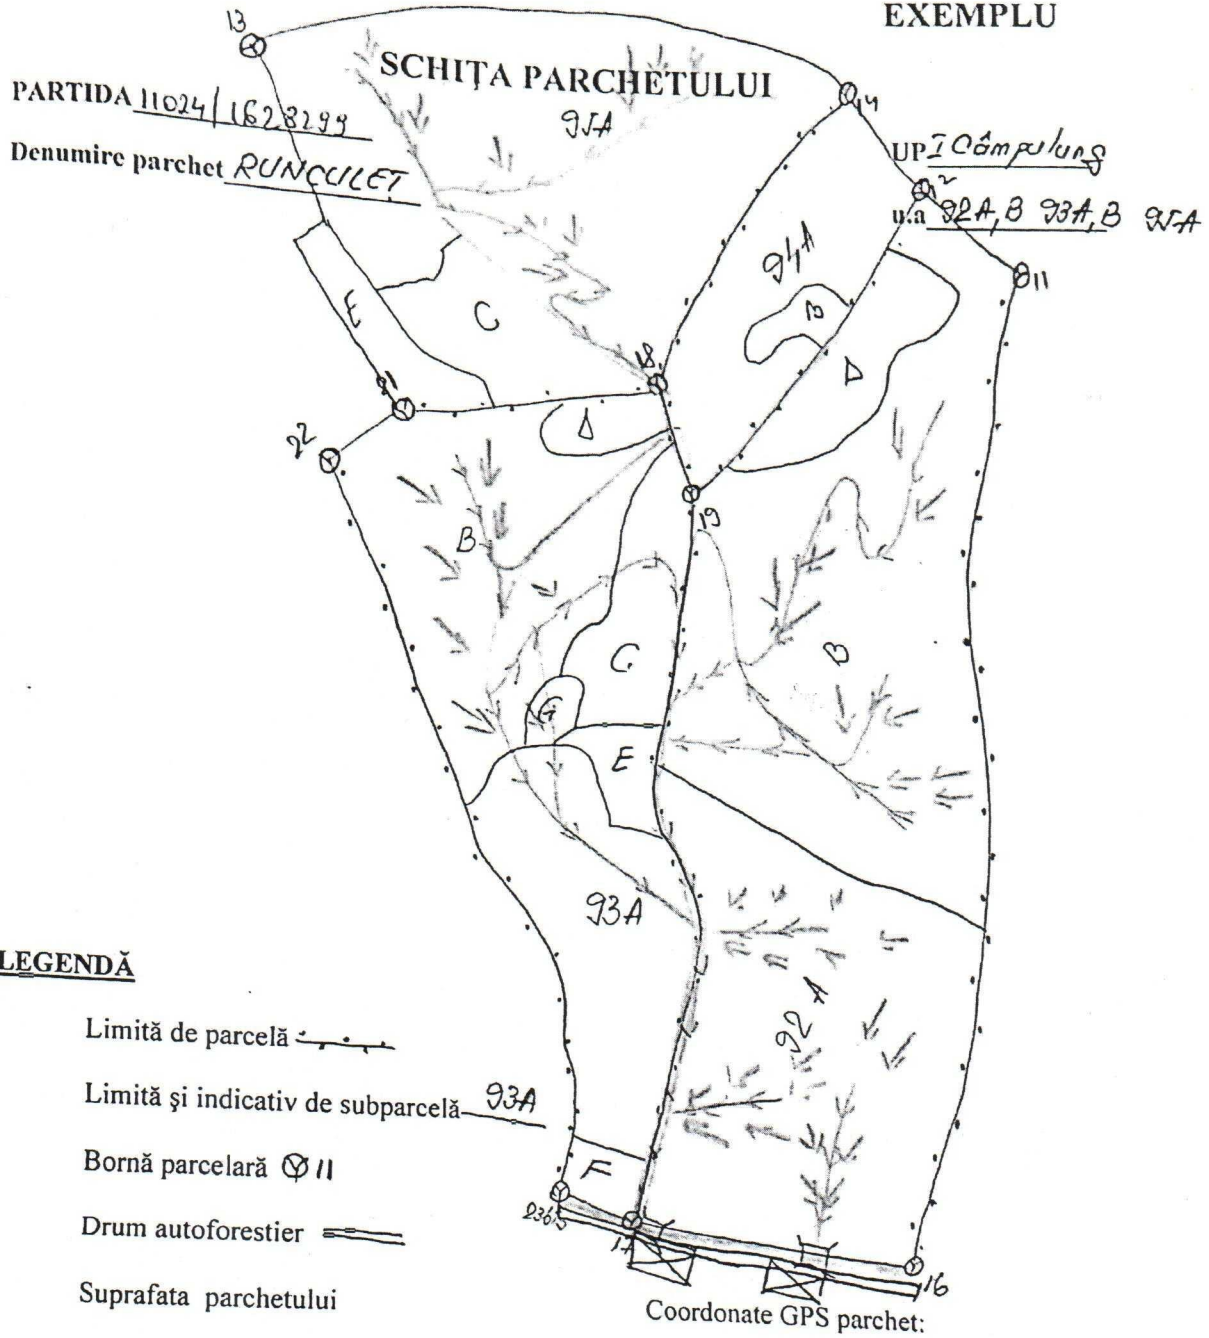 EXEMPLU
13
SCHIȚA PARCHETULUI
PARTIDA 11024/1628299
95A
14
Denumire parchet RUNCULET
UP I Câmpulung
12
u.a 92A, B 93A, B 95A
94A
11
E
C
B
D
18
21
D
22
19
B
B
C
G
E
93A
LEGENDĂ
92 A
Limită de parcelă
Limită şi indicativ de subparcelă 93A
Bornă parcelară 11
F
Drum autoforestier
17
16
Suprafata parchetului
Coordonate GPS parchet: